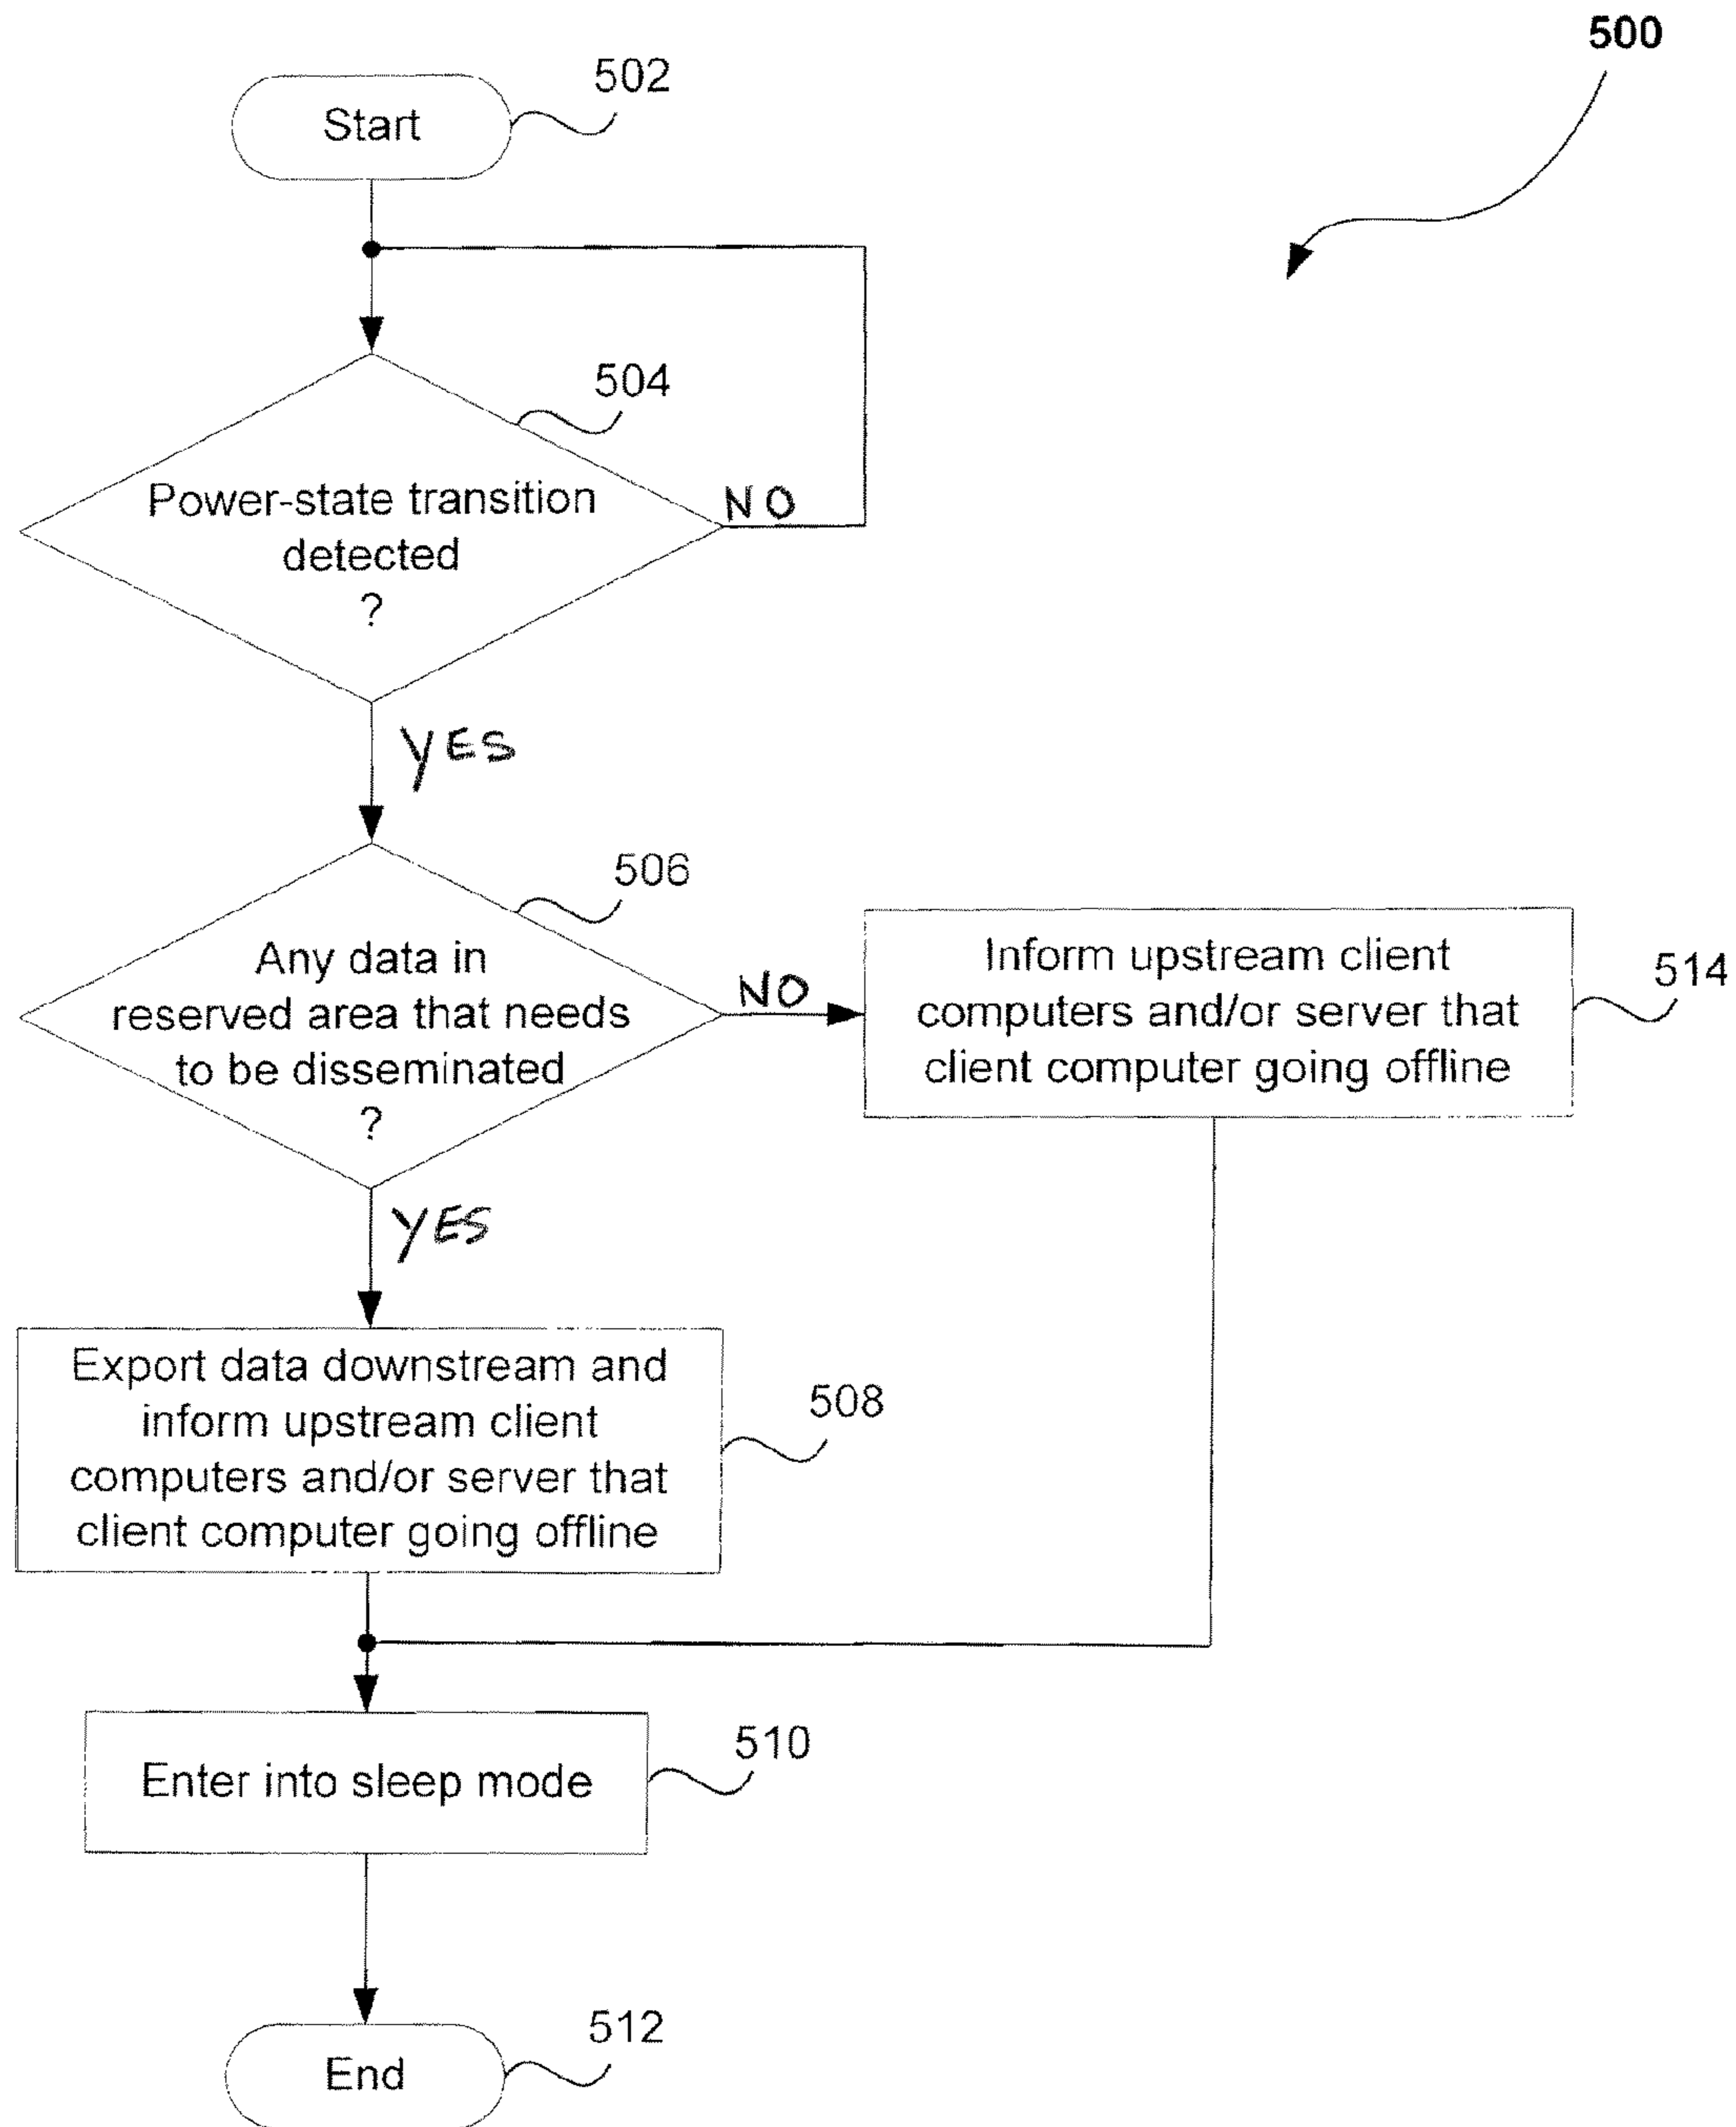 500
502
Start
504
Power-state transition
detected
?
NO
YES
506
Any data in
reserved area that needs
to be disseminated
?
NO
Inform upstream client
computers and/or server that
client computer going offline
514
YES
Export data downstream and
inform upstream client
computers and/or server that
client computer going offline
508
Enter into sleep mode
510
End
512